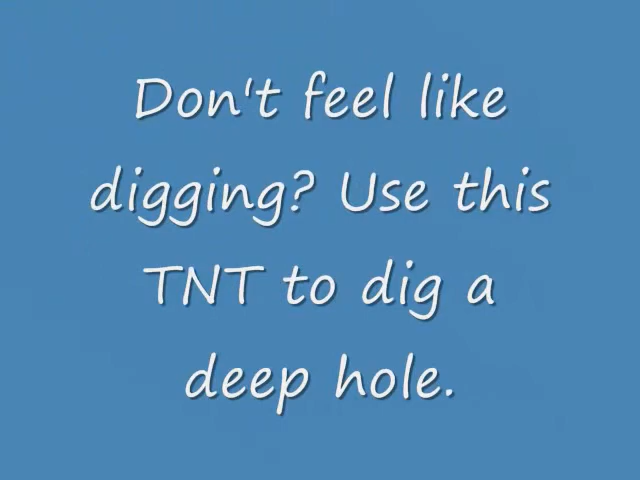 Don't feel like
digging? Use this
TNT to dig a
deep hole.